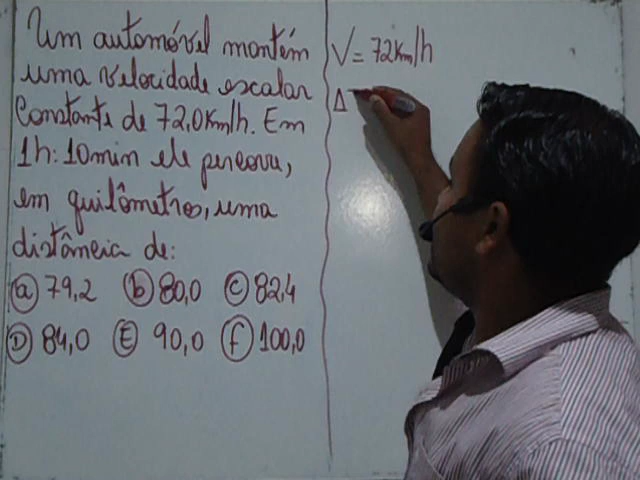 Um automóvel mantém
uma velocidade escalar
Constante de 72,0Km/h. Em
1h:10min ele percorre,
em quilômetros, uma
distância de:
a 79,2 b 80,0 c 82,4
D 84,0 E 90,0 F 100,0
V = 72Km/h
Δ